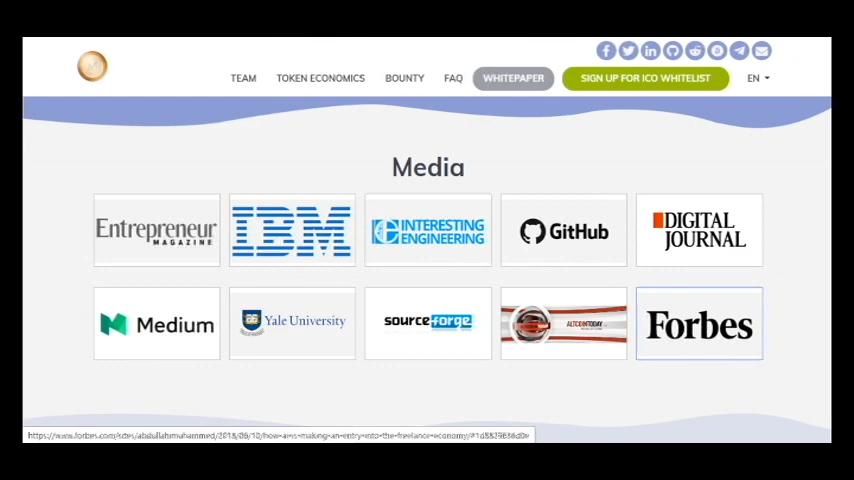 TEAM
TOKEN ECONOMICS
BOUNTY
FAQ
WHITEPAPER
SIGN UP FOR ICO WHITELIST
EN
Media
Entrepreneur
MAGAZINE
IBM
INTERESTING
ENGINEERING
GitHub
DIGITAL
JOURNAL
Medium
Yale University
sourceforge
ALTCOINTODAY
Forbes